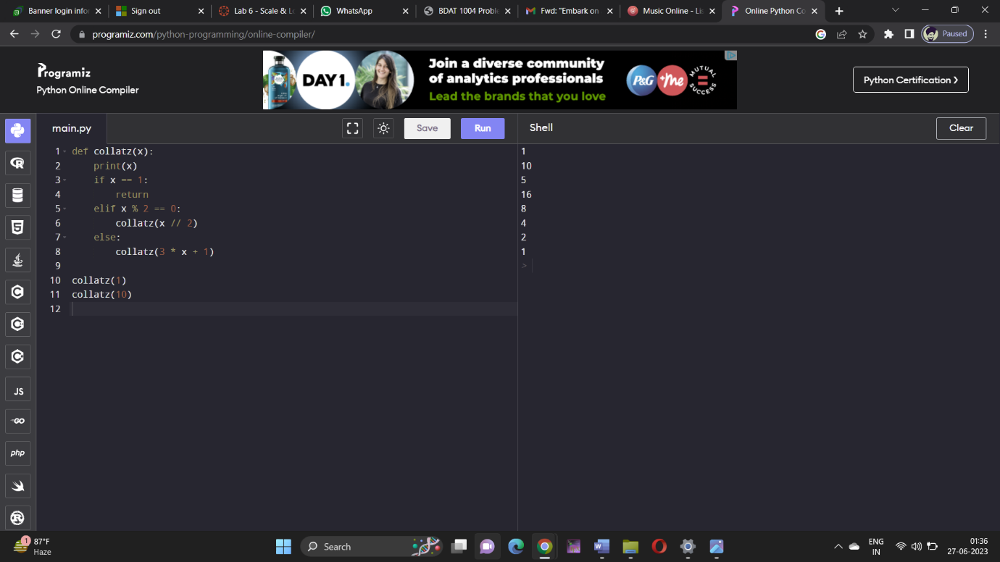 Banner login infor
Sign out
Lab 6 - Scale & Lo
WhatsApp
BDAT 1004 Proble
Fwd: "Embark on
Music Online - Lis
Online Python Co
programiz.com/python-programming/online-compiler/
Paused
Programiz
Python Online Compiler
DAY 1.
Join a diverse community
of analytics professionals
Lead the brands that you love
P&G
+Me
MUTUAL
SUCCESS
Python Certification
main.py
Save
Run
Shell
Clear
1 def collatz(x):
2 print(x)
3 if x == 1:
4 return
5 elif x % 2 == 0:
6 collatz(x // 2)
7 else:
8 collatz(3 * x + 1)
9
10 collatz(1)
11 collatz(10)
12
1
10
5
16
8
4
2
1
>
R
5
C
C
C
JS
GO
php
R
1
87°F
Haze
Search
ENG
IN
01:36
27-06-2023